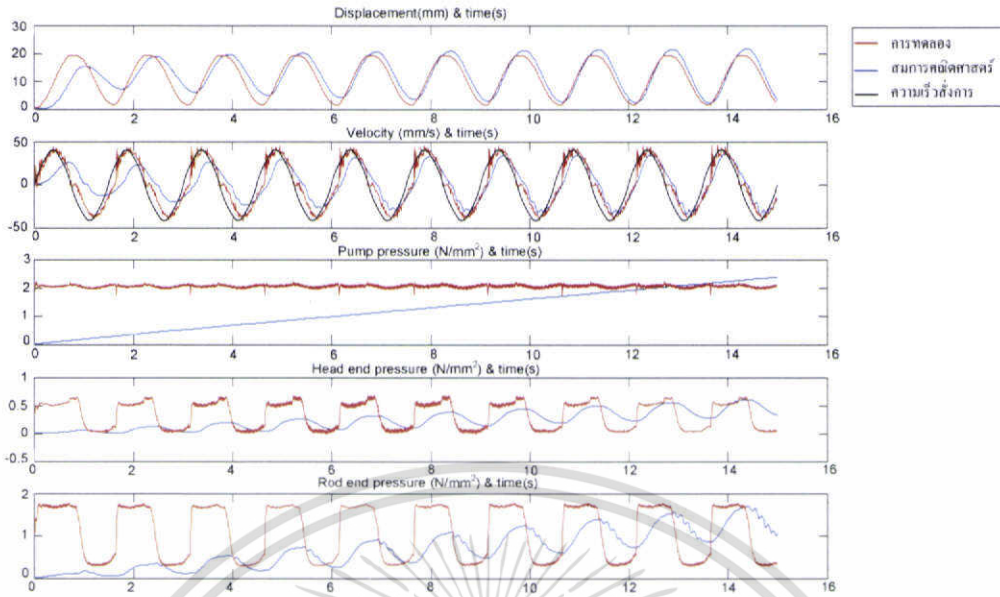 Displacement(mm) & time(s)
30
20
10
0
0 2 4 6 8 10 12 14 16
Velocity (mm/s) & time(s)
50
0
-50
0 2 4 6 8 10 12 14 16
Pump pressure (N/mm²) & time(s)
3
2
1
0
0 2 4 6 8 10 12 14 16
Head end pressure (N/mm²) & time(s)
1
0.5
0
-0.5
0 2 4 6 8 10 12 14 16
Rod end pressure (N/mm²) & time(s)
2
1
0
0 2 4 6 8 10 12 14 16
การทดลอง
สมการคณิตศาสตร์
ความเร็วสั่งการ